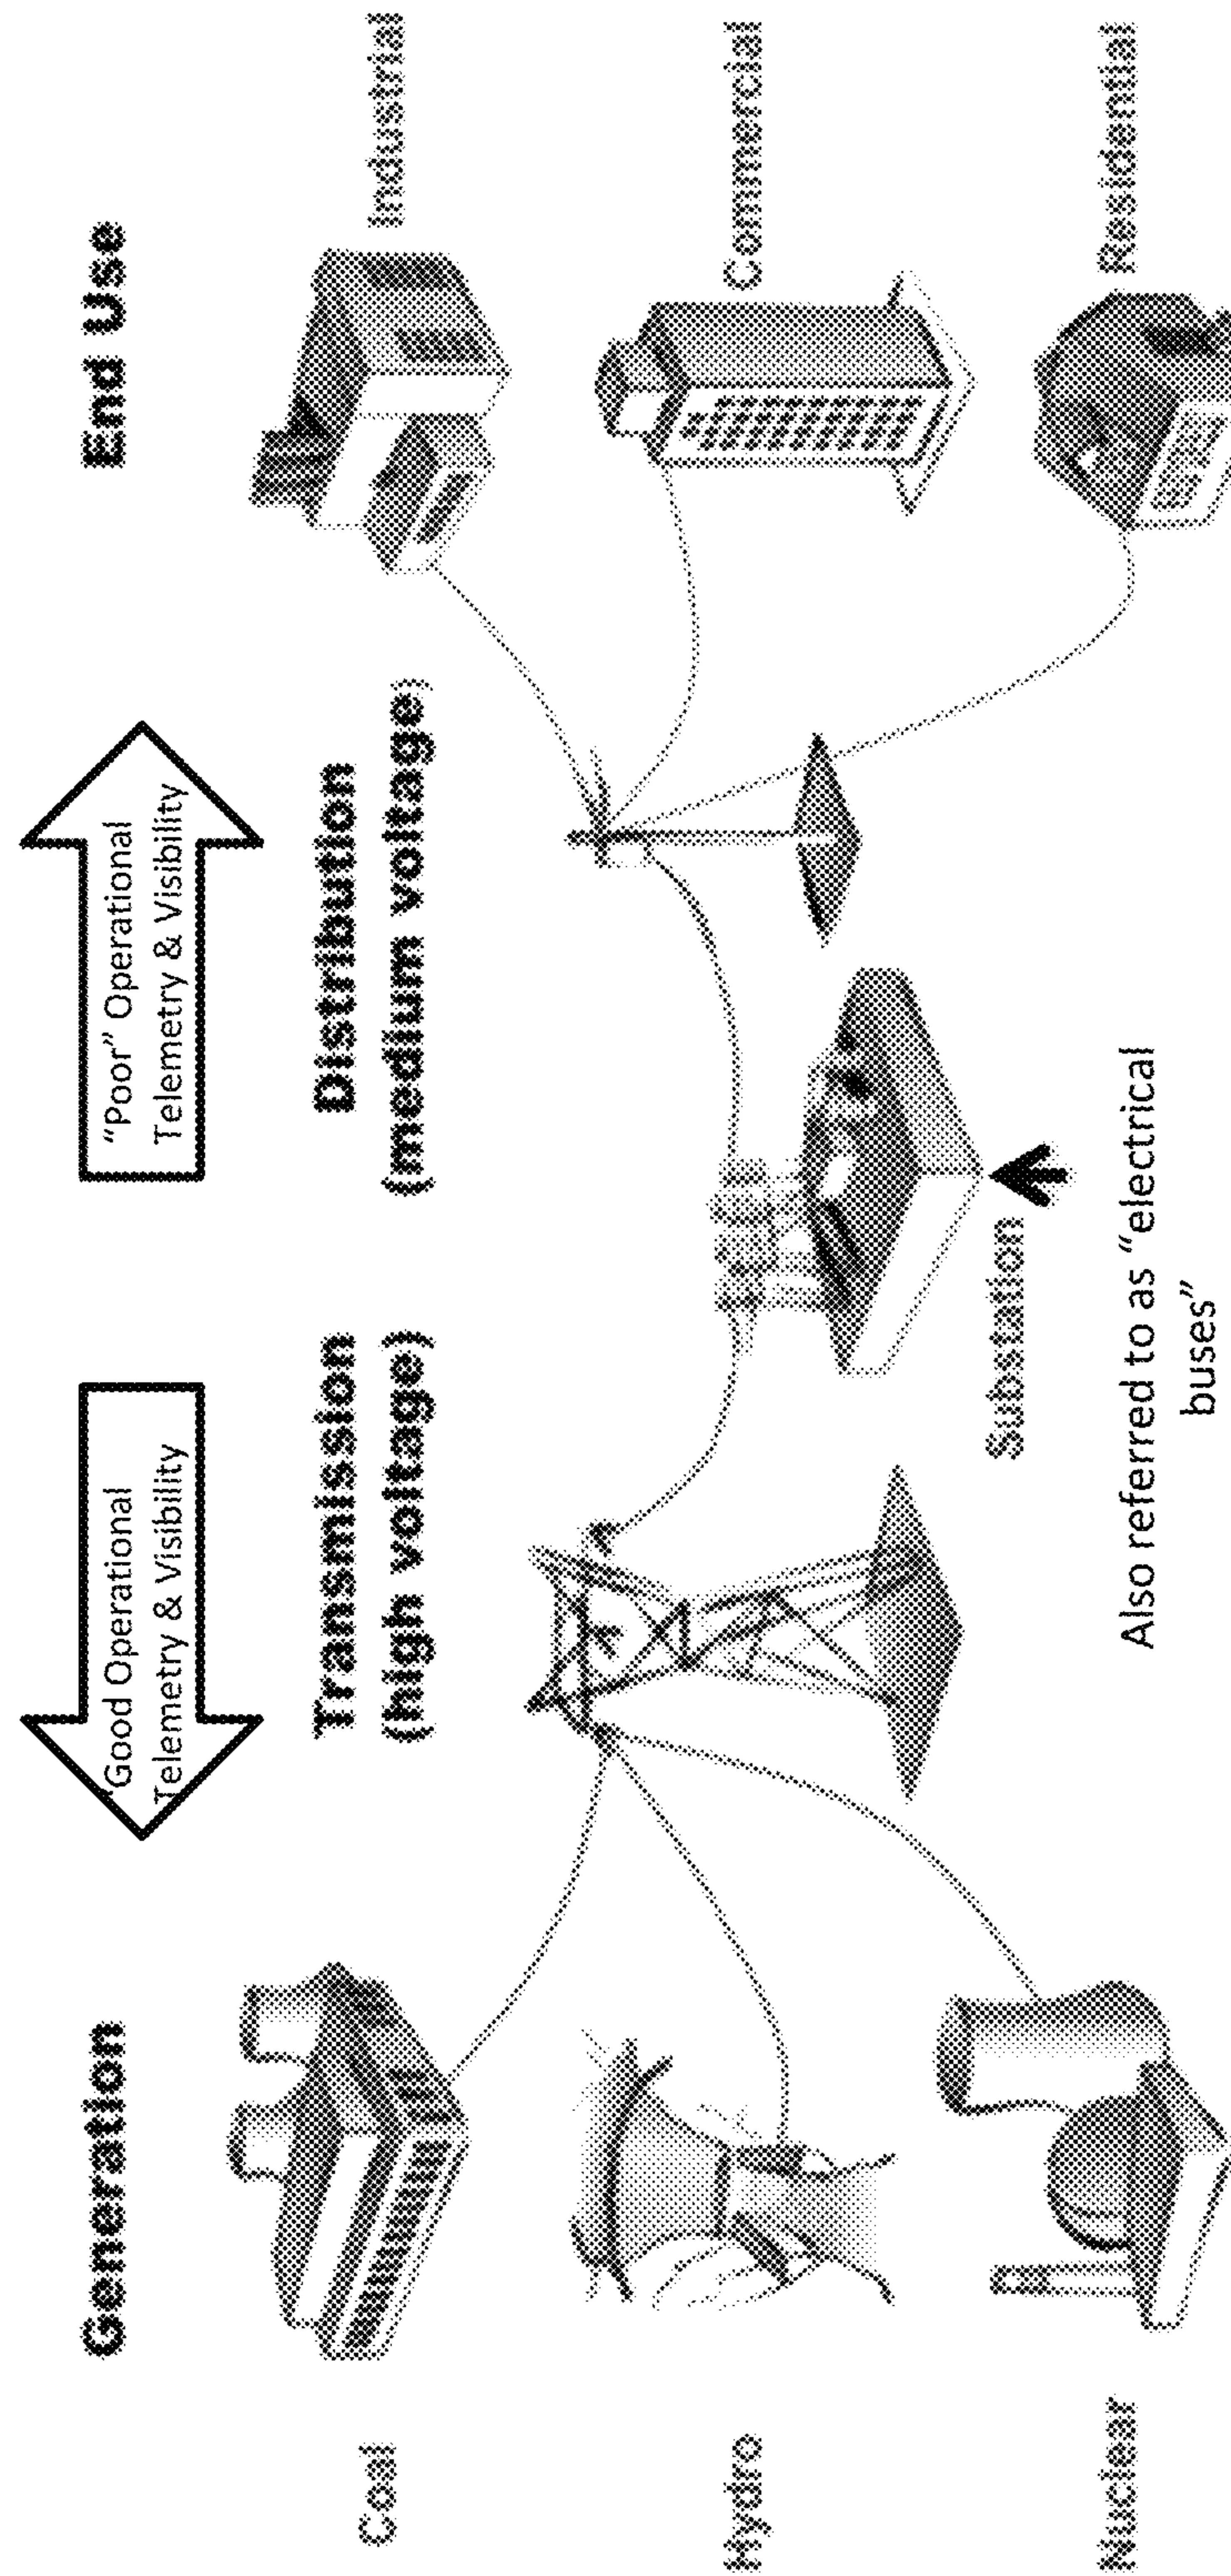 Generation
End Use
Good Operational
Telemetry & Visibility
"Poor" Operational
Telemetry & Visibility
Transmission
(high voltage)
Distribution
(medium voltage)
Coal
Hydro
Nuclear
Industrial
Commercial
Residential
Substation
Also referred to as "electrical
buses"